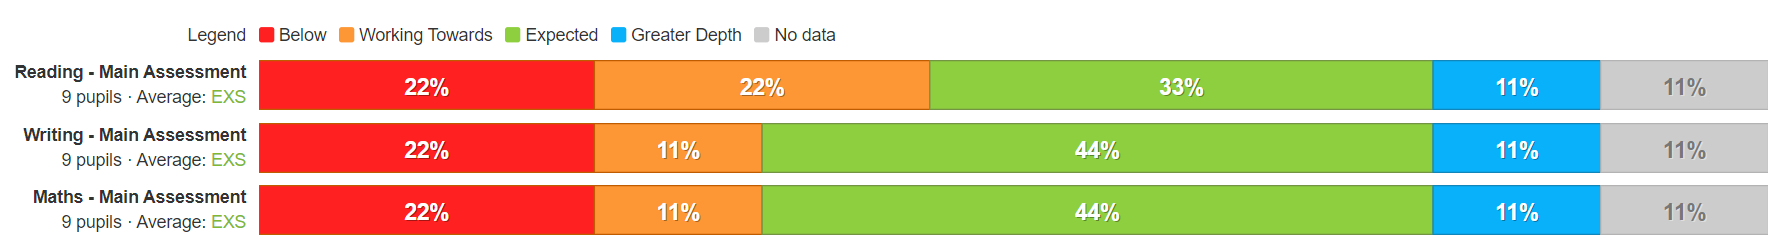 Legend Below Working Towards Expected Greater Depth No data
Reading - Main Assessment
9 pupils · Average: EXS
22% 22% 33% 11% 11%
Writing - Main Assessment
9 pupils · Average: EXS
22% 11% 44% 11% 11%
Maths - Main Assessment
9 pupils · Average: EXS
22% 11% 44% 11% 11%